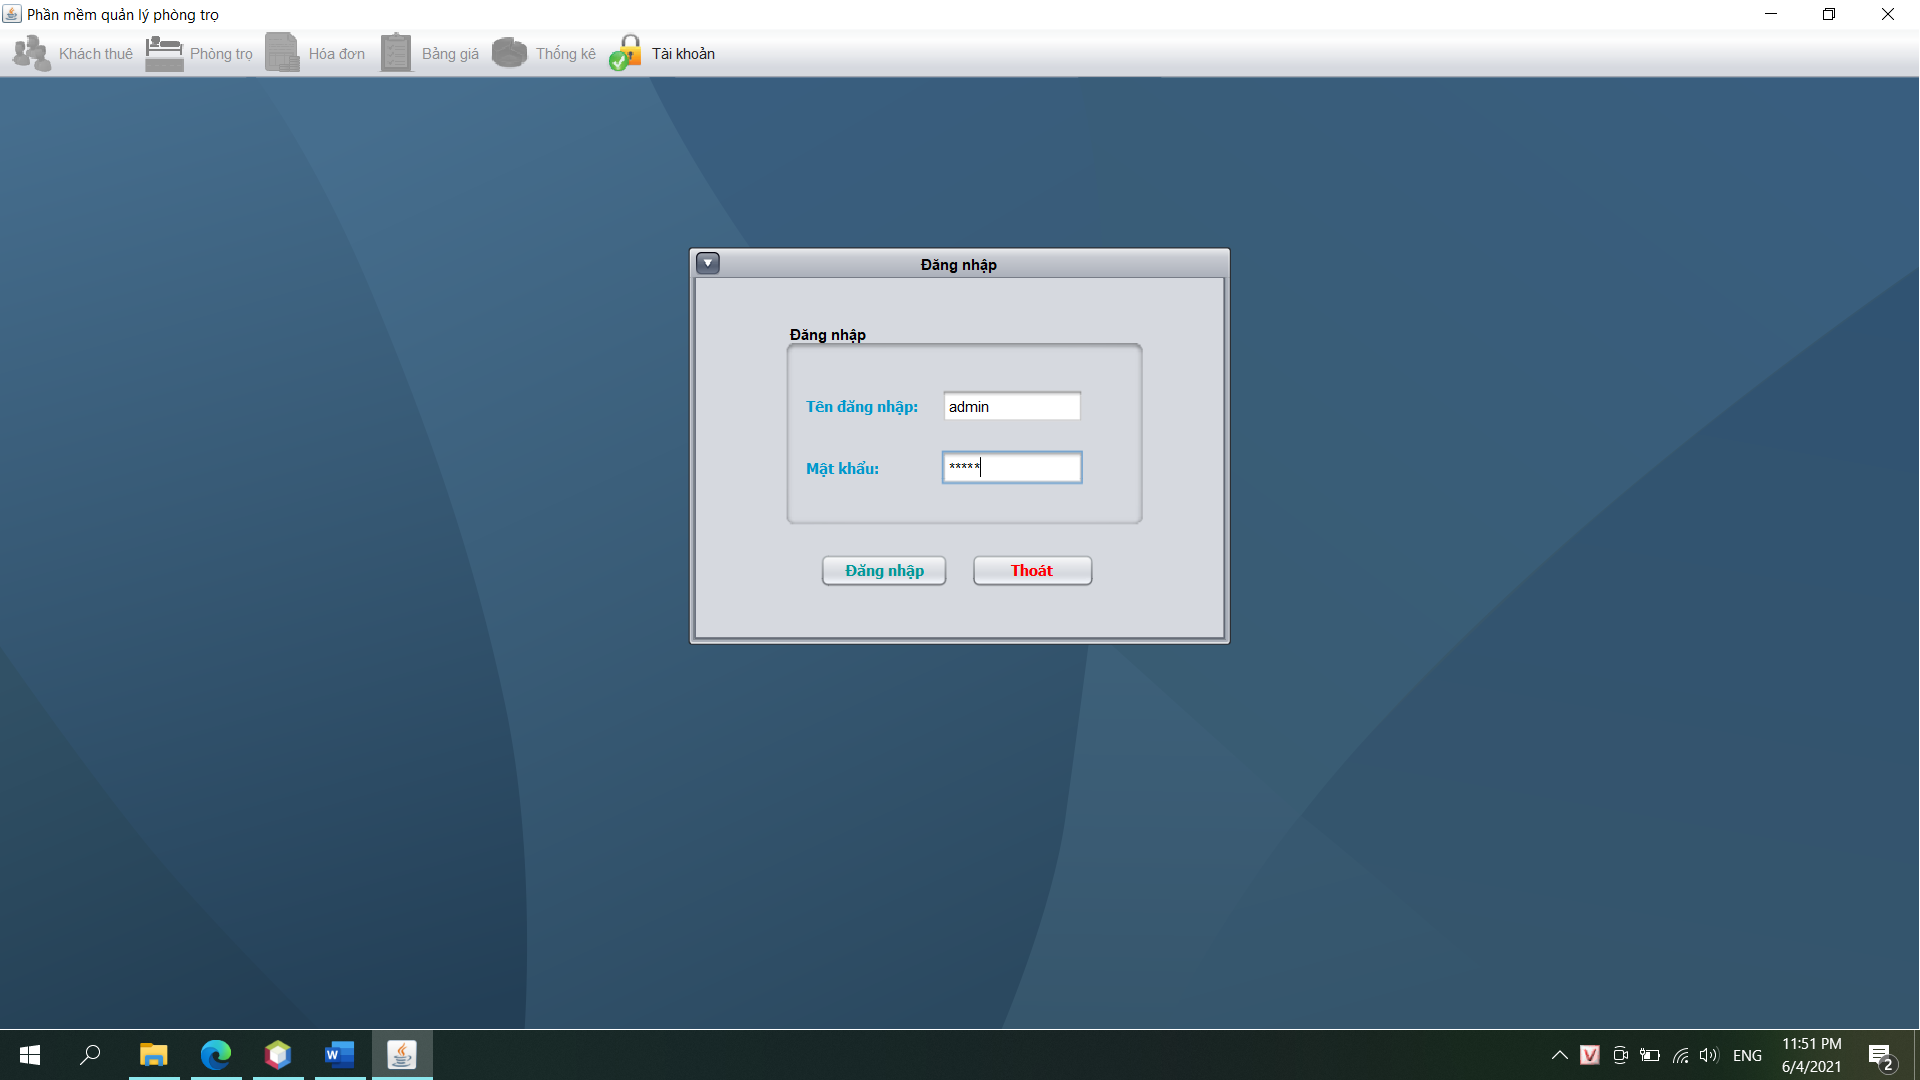 Phần mềm quản lý phòng trọ
Khách thuê Phòng trọ Hóa đơn Bảng giá Thống kê Tài khoản
Đăng nhập
Đăng nhập
Tên đăng nhập: admin
Mật khẩu: *****
Đăng nhập Thoát
ENG
11:51 PM
6/4/2021
2